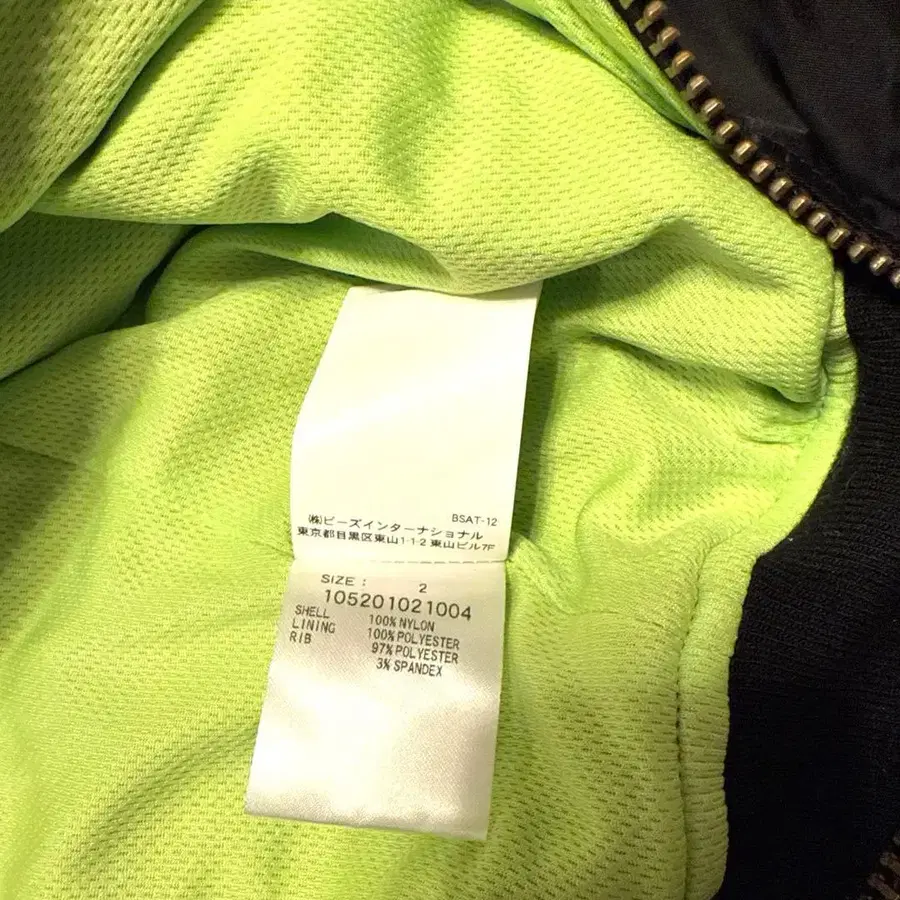 BSAT-12
(株)ビーズインターナショナル
東京都目黒区東山1-1-2 東山ビル7F
SIZE : 2
105201021004
SHELL 100% NYLON
LINING 100% POLYESTER
RIB 97% POLYESTER
3% SPANDEX